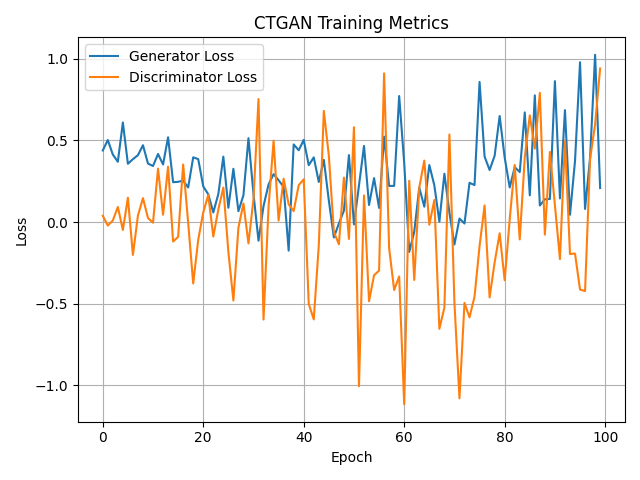 CTGAN Training Metrics
Generator Loss
Discriminator Loss
1.0
0.5
0.0
−0.5
−1.0
Loss
0 20 40 60 80 100
Epoch